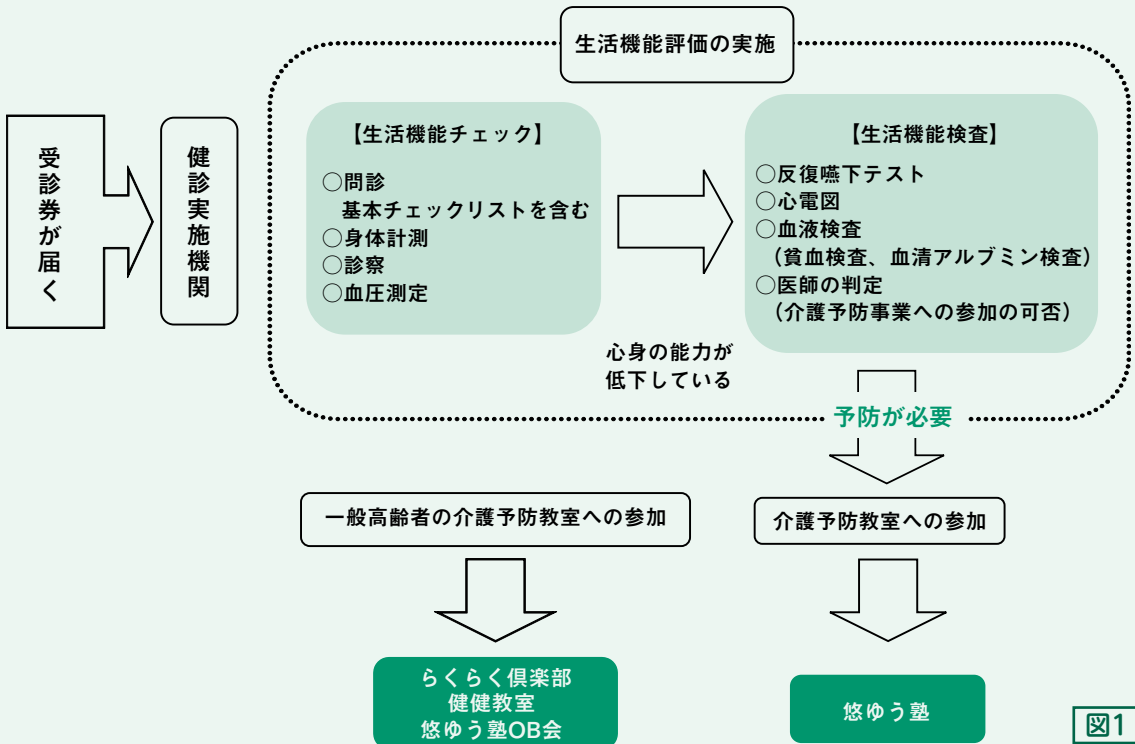 生活機能評価の実施
受診券が届く
健診実施機関
【生活機能チェック】
○問診
基本チェックリストを含む
○身体計測
○診察
○血圧測定
心身の能力が
低下している
【生活機能検査】
○反復嚥下テスト
○心電図
○血液検査
（貧血検査、血清アルブミン検査）
○医師の判定
（介護予防事業への参加の可否）
予防が必要
一般高齢者の介護予防教室への参加
介護予防教室への参加
らくらく倶楽部
健健教室
悠ゆう塾OB会
悠ゆう塾
図1